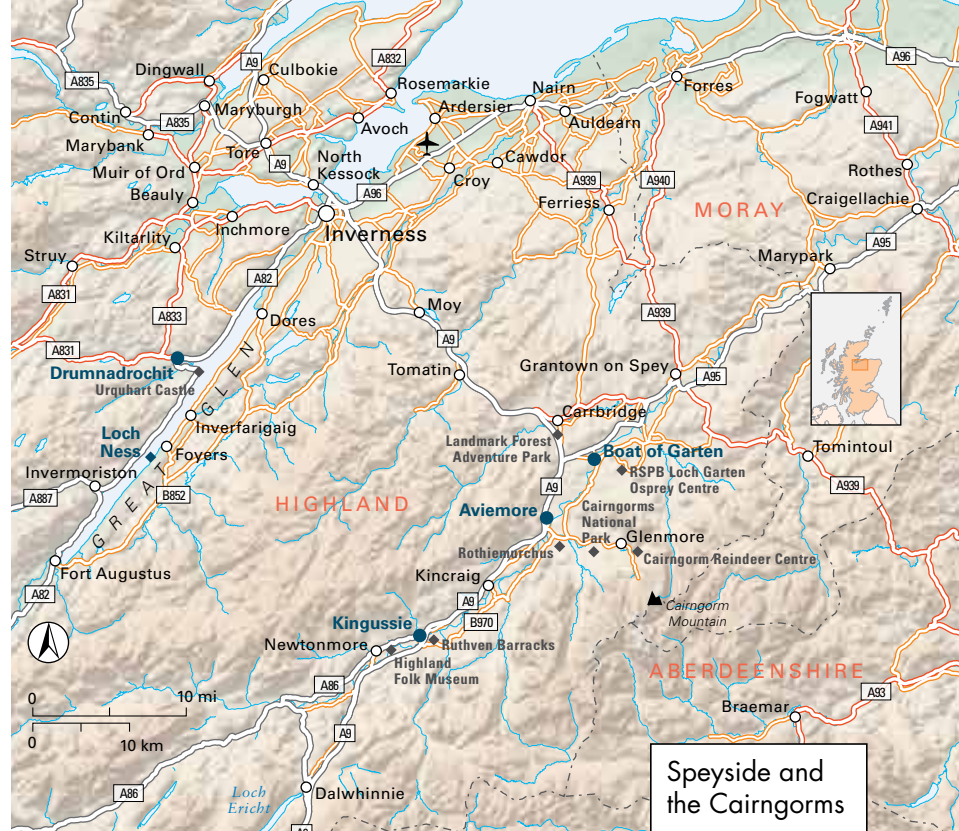 A9
A832
A835
Dingwall
Culbokie
Rosemarkie
Nairn
Forres
A96
Contin
A835
Maryburgh
Ardersier
Fogwatt
Marybank
Avoch
Auldearn
A941
Tore
A9
North
Kessock
Cawdor
Rothes
Muir of Ord
A96
Croy
A939
A940
Beauly
Ferriess
Craigellachie
MORAY
Inchmore
Inverness
Kiltarlity
A95
Struy
Marypark
A82
A831
Moy
A833
Dores
A939
A831
A9
Drumnadrochit
Urquhart Castle
Tomatin
Grantown on Spey
A95
GREAT GLEN
Inverfarigaig
Carrbridge
Landmark Forest
Adventure Park
Loch
Ness
Foyers
Boat of Garten
Tomintoul
Invermoriston
RSPB Loch Garten
Osprey Centre
A887
B852
A9
A939
HIGHLAND
Aviemore
Cairngorms
National
Park
Glenmore
Rothiemurchus
Cairngorm Reindeer Centre
Fort Augustus
Kincraig
A82
A9
Cairngorm
Mountain
Kingussie
B970
Newtonmore
Ruthven Barracks
Highland
Folk Museum
ABERDEENSHIRE
A86
A93
0
10 mi
Braemar
0
10 km
A9
Speyside and
the Cairngorms
A86
Loch
Ericht
Dalwhinnie
A9